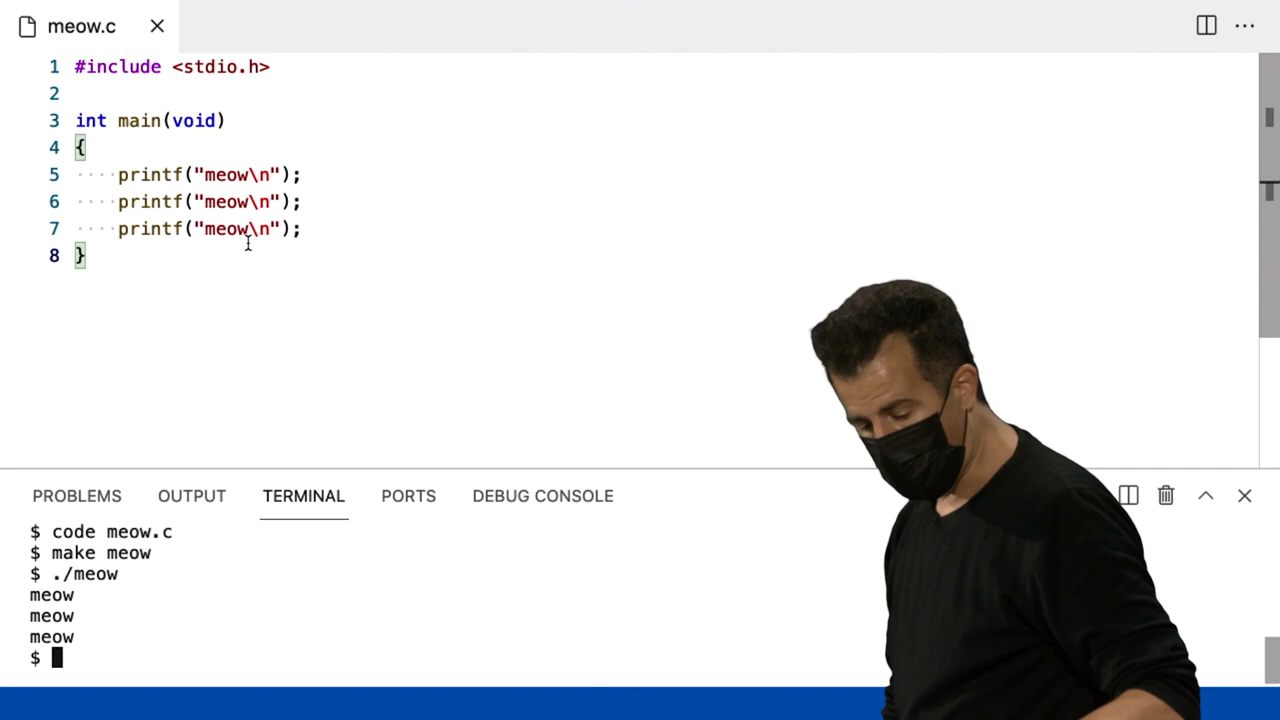 meow.c
1 #include <stdio.h>
2
3 int main(void)
4 {
5 printf("meow\n");
6 printf("meow\n");
7 printf("meow\n");
8 }
PROBLEMS OUTPUT TERMINAL PORTS DEBUG CONSOLE
$ code meow.c
$ make meow
$ ./meow
meow
meow
meow
$